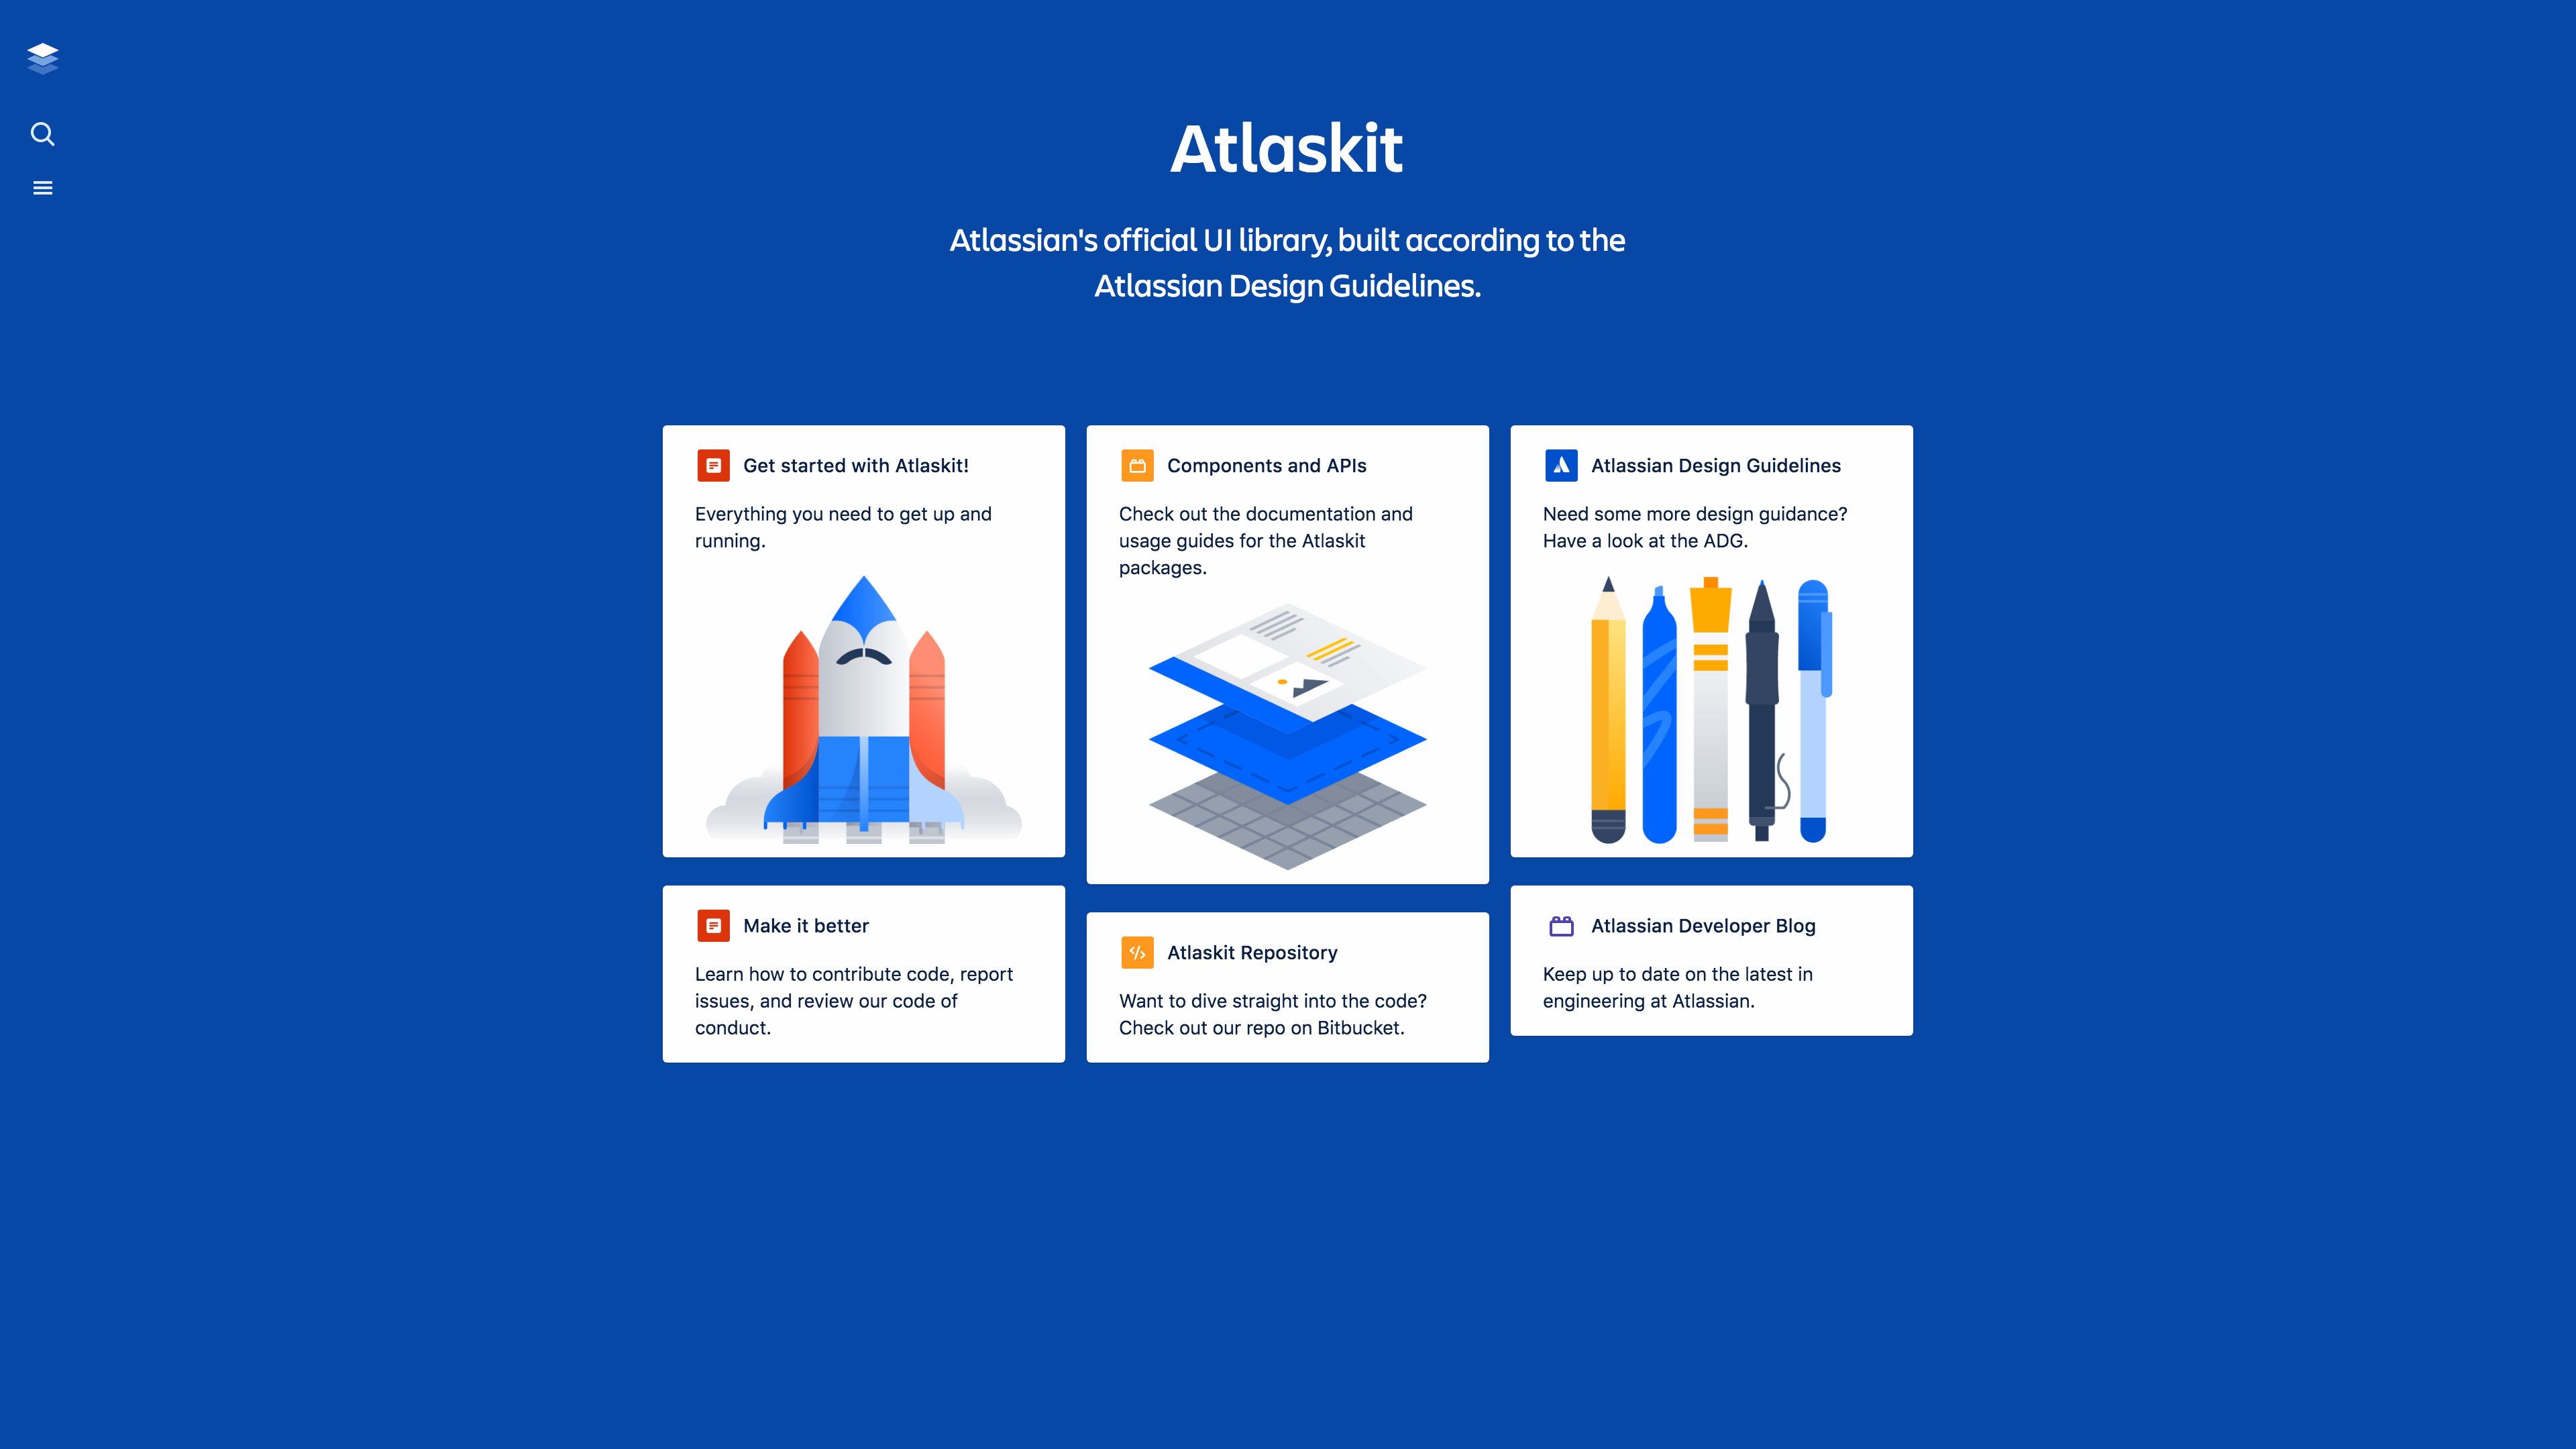 Atlaskit
Atlassian's official UI library, built according to the
Atlassian Design Guidelines.
Get started with Atlaskit!
Everything you need to get up and
running.
Components and APIs
Check out the documentation and
usage guides for the Atlaskit
packages.
Atlassian Design Guidelines
Need some more design guidance?
Have a look at the ADG.
Make it better
Learn how to contribute code, report
issues, and review our code of
conduct.
Atlaskit Repository
Want to dive straight into the code?
Check out our repo on Bitbucket.
Atlassian Developer Blog
Keep up to date on the latest in
engineering at Atlassian.